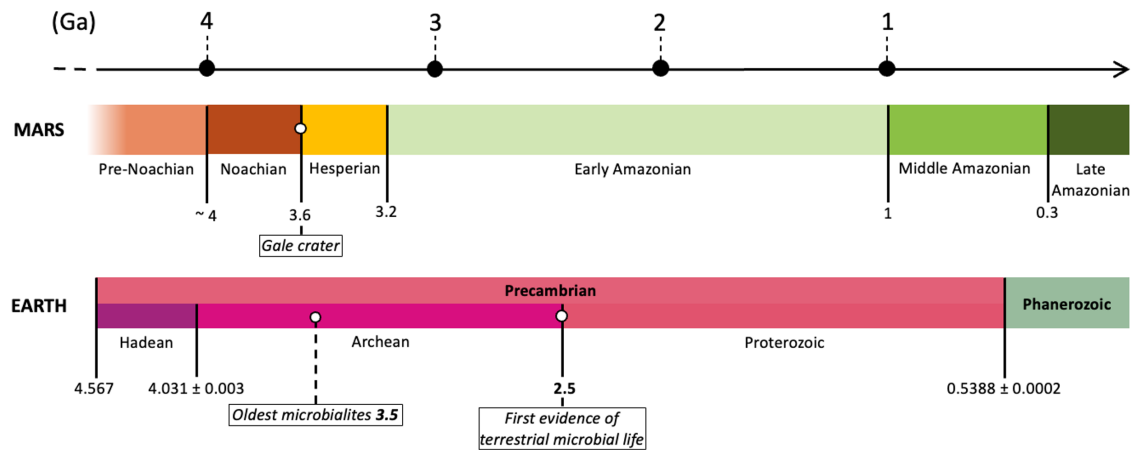 (Ga)
4
3
2
1
MARS
Pre-Noachian
Noachian
Hesperian
Early Amazonian
Middle Amazonian
Late
Amazonian
~ 4
3.6
3.2
1
0.3
Gale crater
Precambrian
EARTH
Phanerozoic
Hadean
Archean
Proterozoic
4.567
4.031 ± 0.003
2.5
0.5388 ± 0.0002
Oldest microbialites 3.5
First evidence of
terrestrial microbial life